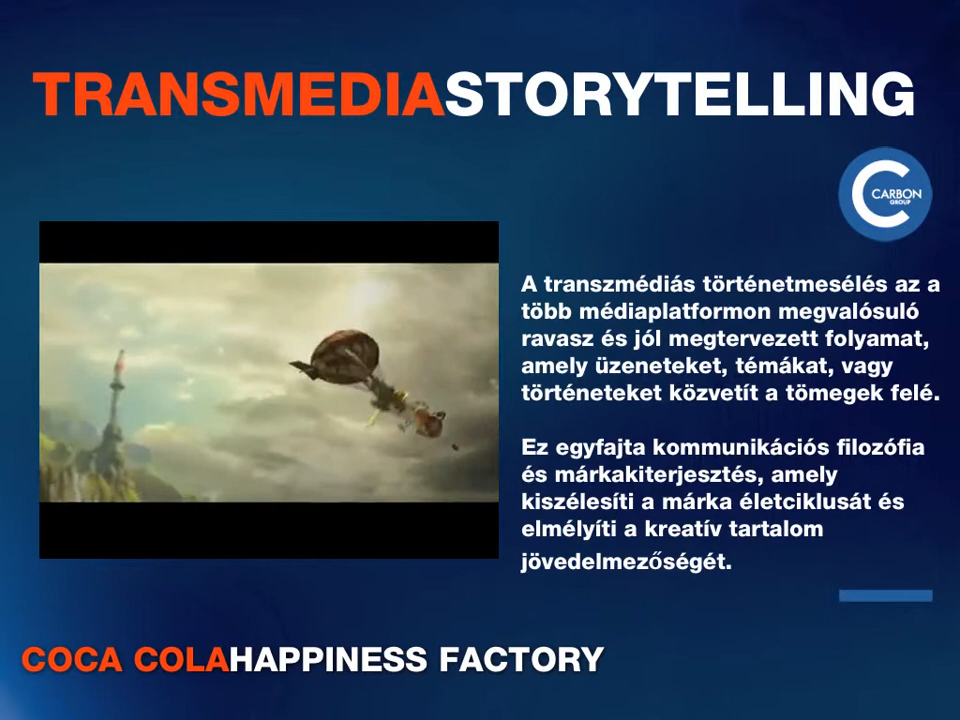 TRANSMEDIASTORYTELLING
CARBON
GROUP
A transzmédiás történetmesélés az a
több médiaplatformon megvalósuló
ravasz és jól megtervezett folyamat,
amely üzeneteket, témákat, vagy
történeteket közvetít a tömegek felé.
Ez egyfajta kommunikációs filozófia
és márkakiterjesztés, amely
kiszélesíti a márka életciklusát és
elmélyíti a kreatív tartalom
jövedelmezőségét.
COCA COLAHAPPINESS FACTORY